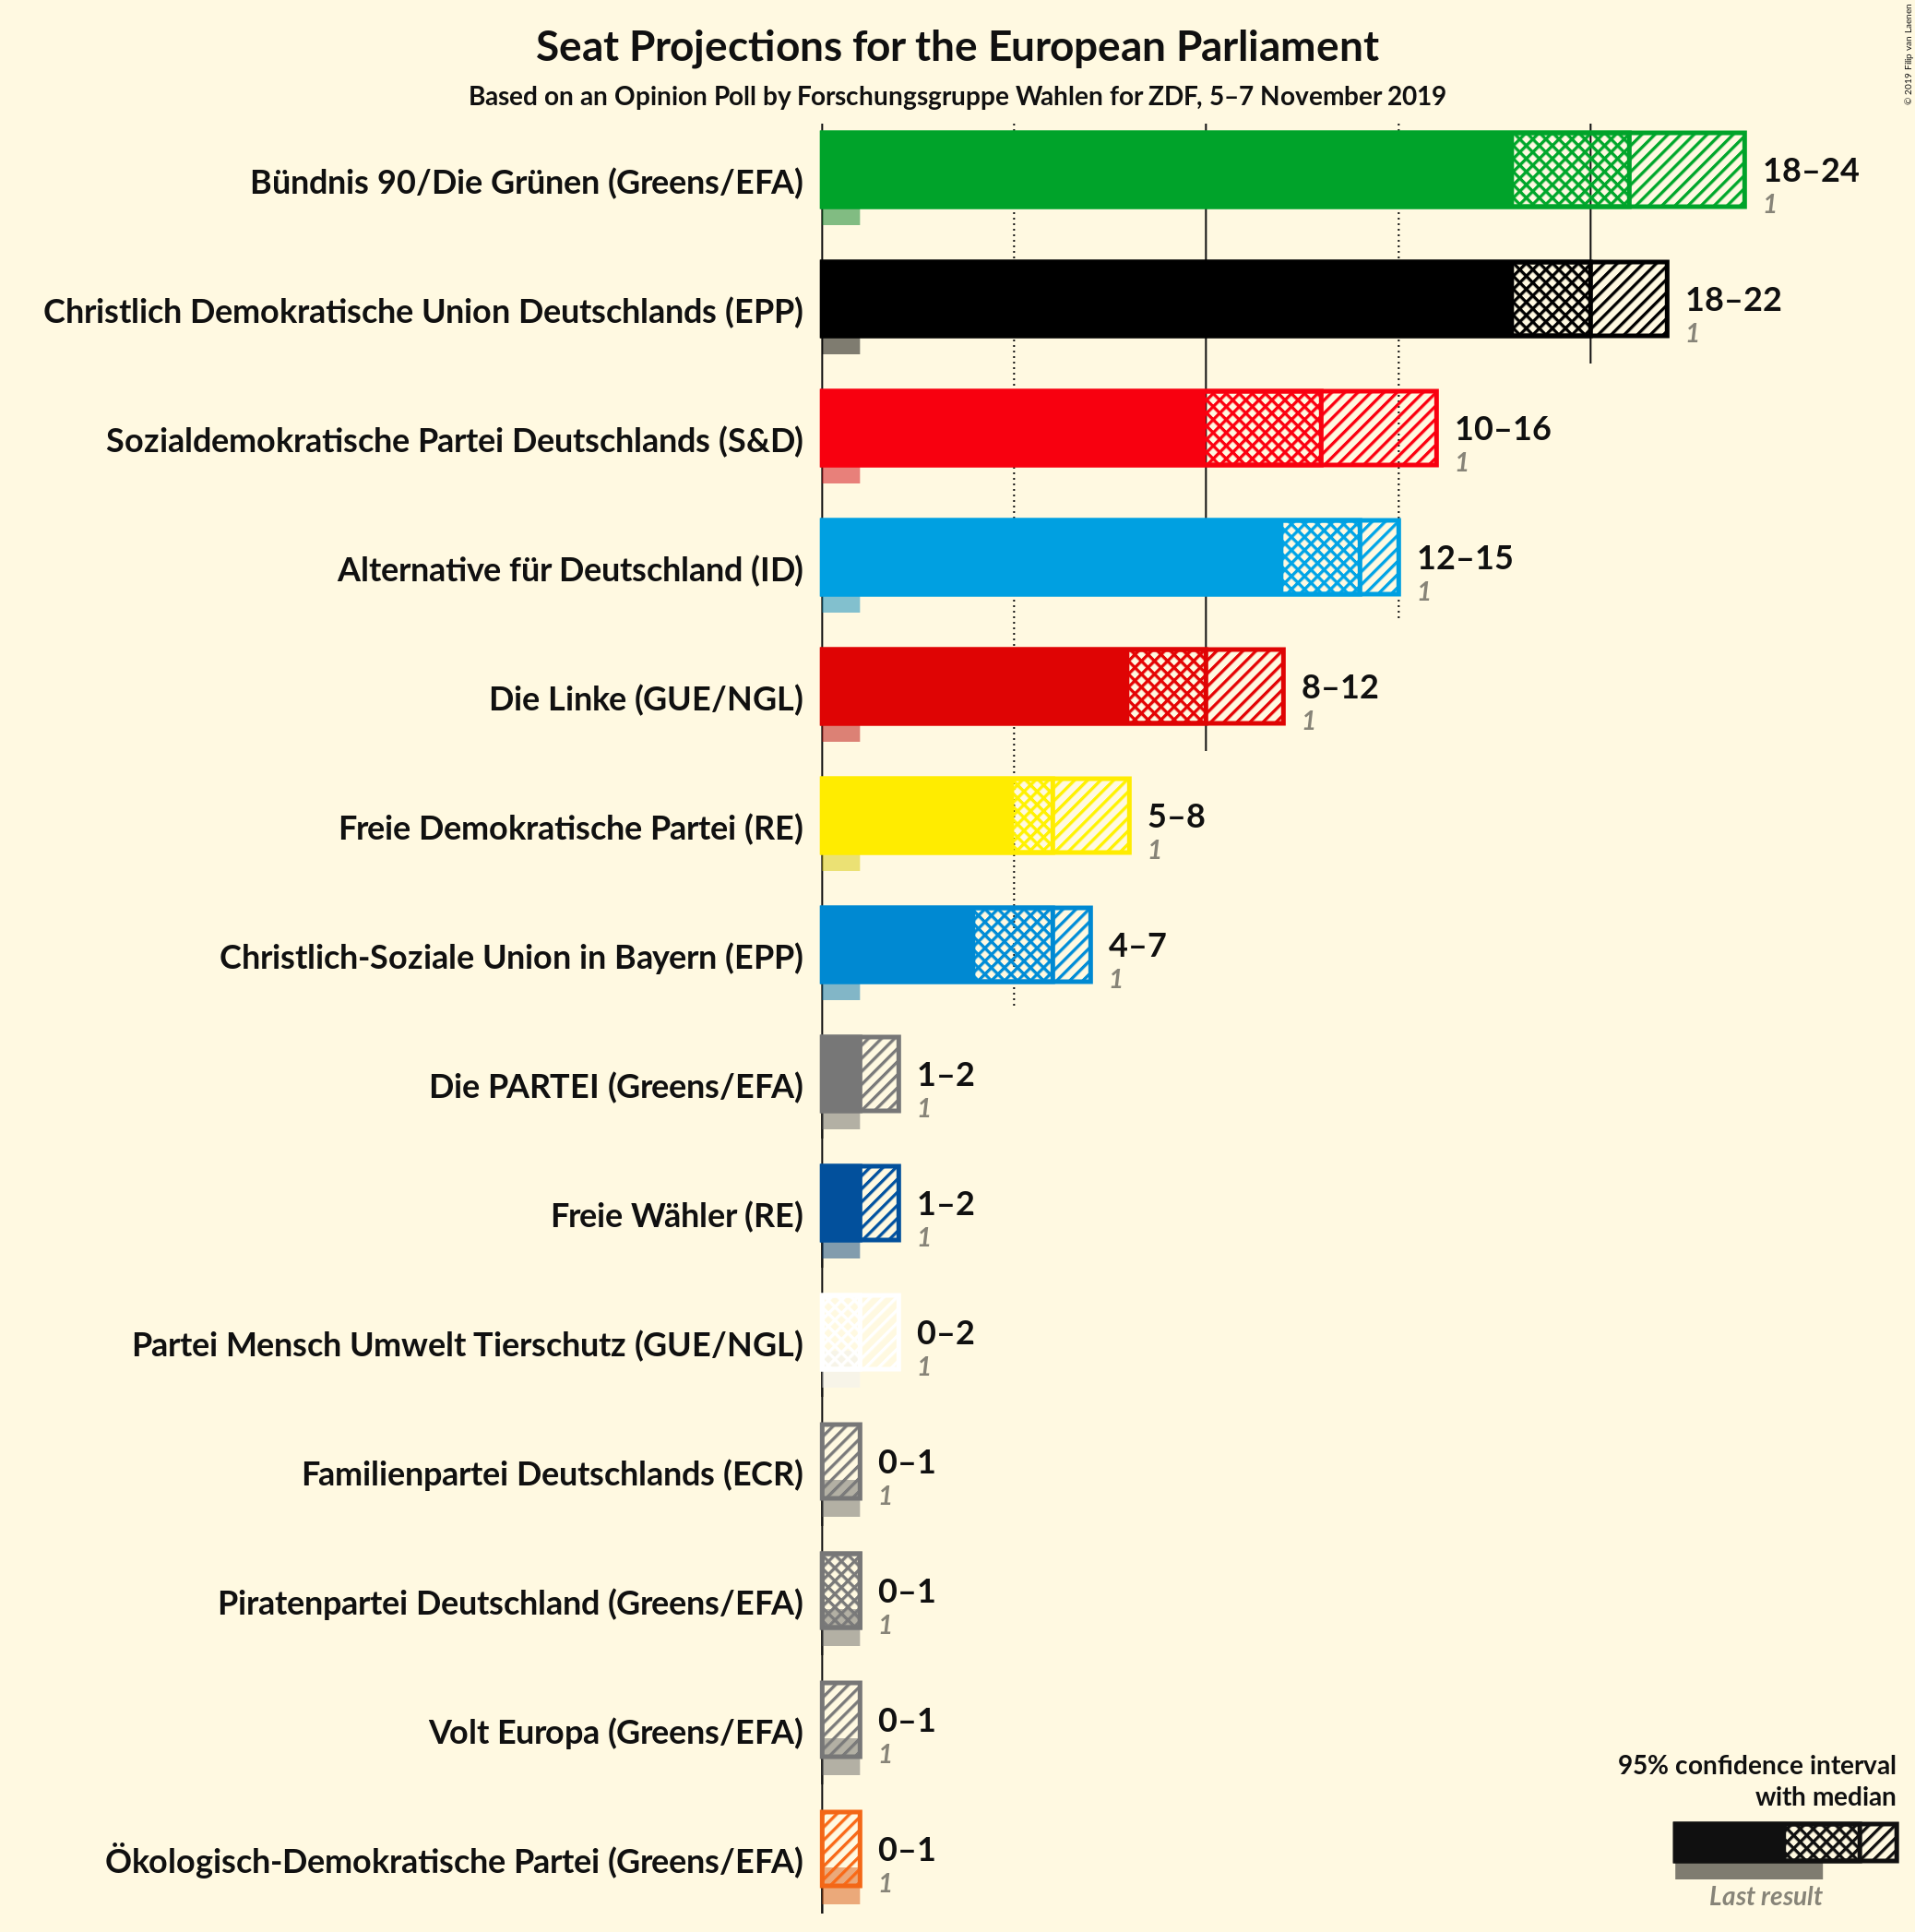 Seat Projections for the European Parliament
Based on an Opinion Poll by Forschungsgruppe Wahlen for ZDF, 5–7 November 2019
© 2019 Filip van Laenen
Bündnis 90/Die Grünen (Greens/EFA)
18–24
1
Christlich Demokratische Union Deutschlands (EPP)
18–22
1
Sozialdemokratische Partei Deutschlands (S&D)
10–16
1
Alternative für Deutschland (ID)
12–15
1
Die Linke (GUE/NGL)
8–12
1
Freie Demokratische Partei (RE)
5–8
1
Christlich-Soziale Union in Bayern (EPP)
4–7
1
Die PARTEI (Greens/EFA)
1–2
1
Freie Wähler (RE)
1–2
1
Partei Mensch Umwelt Tierschutz (GUE/NGL)
0–2
1
Familienpartei Deutschlands (ECR)
0–1
1
Piratenpartei Deutschland (Greens/EFA)
0–1
1
Volt Europa (Greens/EFA)
0–1
1
Ökologisch-Demokratische Partei (Greens/EFA)
0–1
1
95% confidence interval
with median
Last result